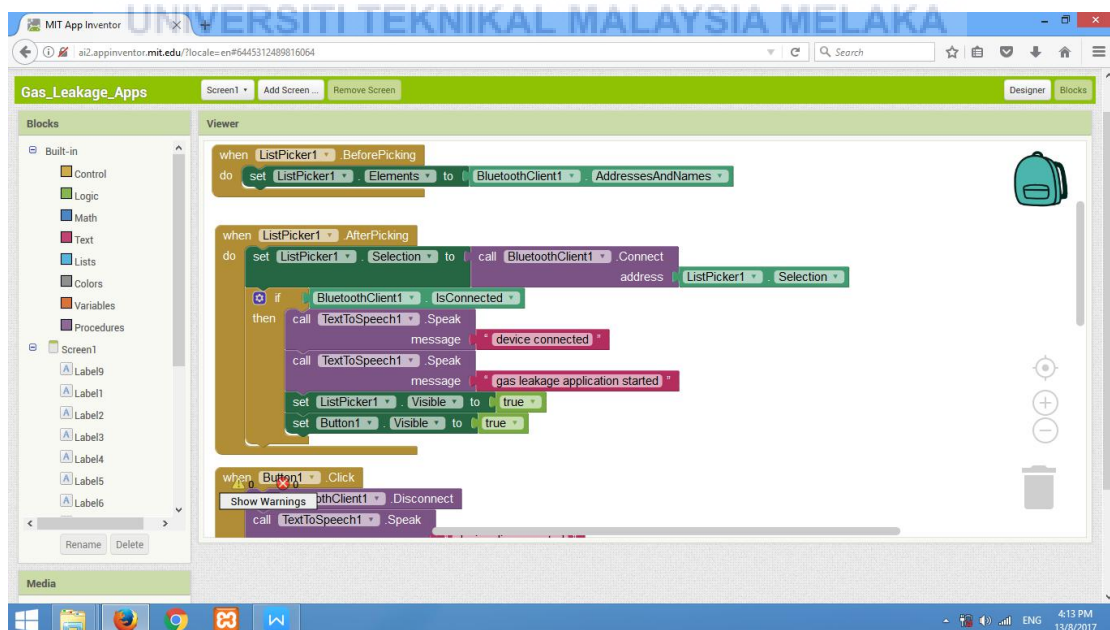 UNIVERSITI TEKNIKAL MALAYSIA MELAKA
MIT App Inventor
ai2.appinventor.mit.edu/?locale=en#6445312489816064
Search
Gas_Leakage_Apps
Screen1
Add Screen ...
Remove Screen
Designer
Blocks
Blocks
Viewer
Built-in
Control
Logic
Math
Text
Lists
Colors
Variables
Procedures
Screen1
Label9
Label1
Label2
Label3
Label4
Label5
Label6
Rename Delete
Media
when ListPicker1 .BeforePicking
do set ListPicker1 . Elements to BluetoothClient1 . AddressesAndNames
when ListPicker1 .AfterPicking
do set ListPicker1 . Selection to call BluetoothClient1 .Connect
address ListPicker1 . Selection
if BluetoothClient1 . IsConnected
then call TextToSpeech1 .Speak
message " device connected "
call TextToSpeech1 .Speak
message " gas leakage application started "
set ListPicker1 . Visible to true
set Button1 . Visible to true
when Button1 .Click
0 0
Show Warnings
othClient1 .Disconnect
call TextToSpeech1 .Speak
ENG
4:13 PM
13/8/2017